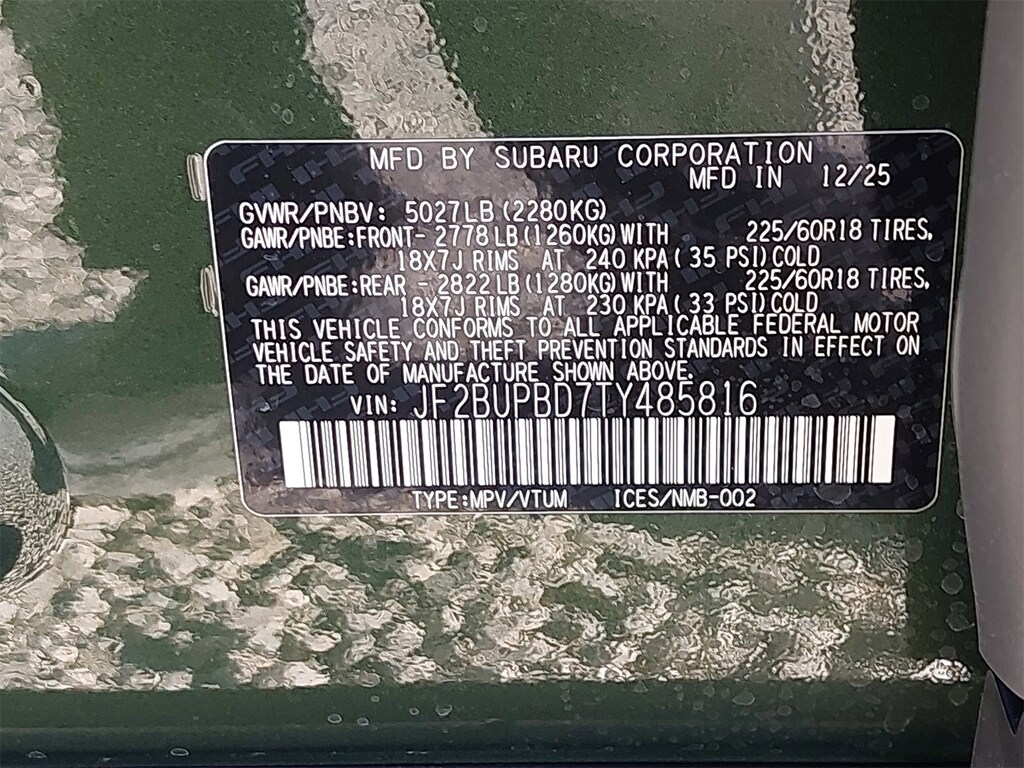 MFD BY SUBARU CORPORATION
MFD IN 12/25
GVWR/PNBV: 5027LB (2280KG)
GAWR/PNBE:FRONT- 2778 LB (1260KG) WITH 225/60R18 TIRES,
18X7J RIMS AT 240 KPA ( 35 PSI) COLD
GAWR/PNBE:REAR - 2822 LB (1280KG) WITH 225/60R18 TIRES,
18X7J RIMS AT 230 KPA ( 33 PSI) COLD
THIS VEHICLE CONFORMS TO ALL APPLICABLE FEDERAL MOTOR
VEHICLE SAFETY AND THEFT PREVENTION STANDARDS IN EFFECT ON
THE DATE OF MANUFACTURE SHOWN ABOVE.
VIN: JF2BUPBD7TY485816
TYPE:MPV/VTUM ICES/NMB-002